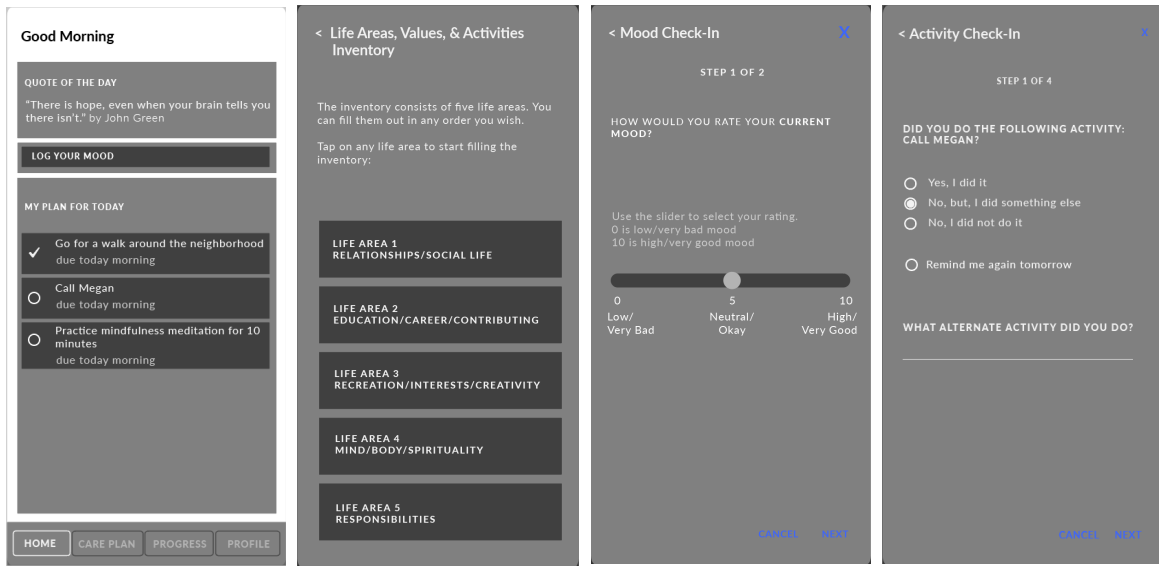 Good Morning
QUOTE OF THE DAY
“There is hope, even when your brain tells you
there isn't.” by John Green
LOG YOUR MOOD
MY PLAN FOR TODAY
Go for a walk around the neighborhood
due today morning
Call Megan
due today morning
Practice mindfulness meditation for 10
minutes
due today morning
HOME CARE PLAN PROGRESS PROFILE
< Life Areas, Values, & Activities
Inventory
The inventory consists of five life areas. You
can fill them out in any order you wish.
Tap on any life area to start filling the
inventory:
LIFE AREA 1
RELATIONSHIPS/SOCIAL LIFE
LIFE AREA 2
EDUCATION/CAREER/CONTRIBUTING
LIFE AREA 3
RECREATION/INTERESTS/CREATIVITY
LIFE AREA 4
MIND/BODY/SPIRITUALITY
LIFE AREA 5
RESPONSIBILITIES
< Mood Check-In X
STEP 1 OF 2
HOW WOULD YOU RATE YOUR CURRENT
MOOD?
Use the slider to select your rating.
0 is low/very bad mood
10 is high/very good mood
0 5 10
Low/ Neutral/ High/
Very Bad Okay Very Good
CANCEL NEXT
< Activity Check-In X
STEP 1 OF 4
DID YOU DO THE FOLLOWING ACTIVITY:
CALL MEGAN?
Yes, I did it
No, but, I did something else
No, I did not do it
Remind me again tomorrow
WHAT ALTERNATE ACTIVITY DID YOU DO?
CANCEL NEXT